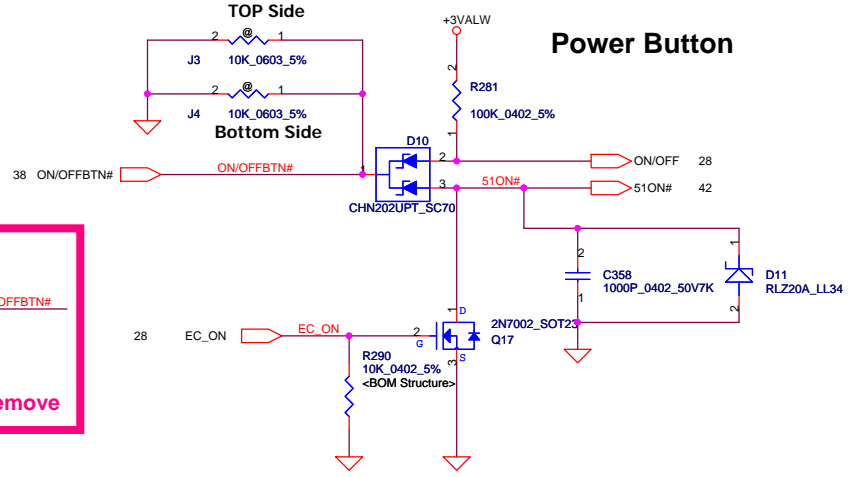 TOP Side
2 @ 1
J3 10K_0603_5%
2 @ 1
J4 10K_0603_5%
Bottom Side
+3VALW
Power Button
2
R281
100K_0402_5%
1
D10
38 ON/OFFBTN#
ON/OFFBTN#
1
2
3
CHN202UPT_SC70
ON/OFF 28
51ON#
51ON# 42
2
C358
1000P_0402_50V7K
1
1
D11
RLZ20A_LL34
2
OFFBTN#
emove
28 EC_ON
EC_ON
2
G
1
D
S
3
2N7002_SOT23
Q17
R290
10K_0402_5%
<BOM Structure>